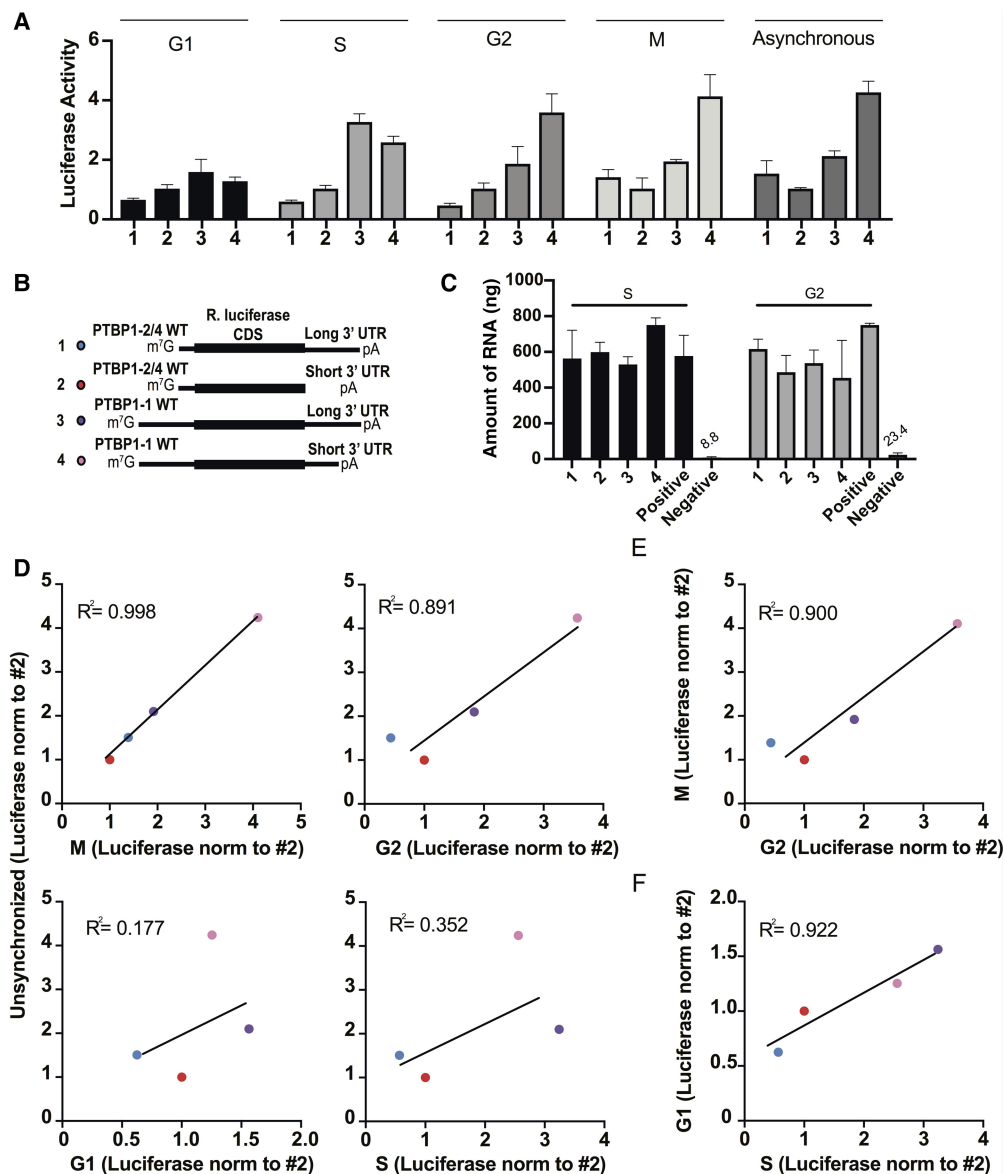 A
G1 S G2 M Asynchronous
Luciferase Activity
6
4
2
0
1 2 3 4 1 2 3 4 1 2 3 4 1 2 3 4 1 2 3 4
B
R. luciferase
CDS
1 PTBP1-2/4 WT Long 3' UTR
m⁷G pA
2 PTBP1-2/4 WT Short 3' UTR
m⁷G pA
3 PTBP1-1 WT Long 3' UTR
m⁷G pA
4 PTBP1-1 WT Short 3' UTR
m⁷G pA
C
Amount of RNA (ng)
1000
800
600
400
200
0
S G2
8.8 23.4
1 2 3 4 Positive Negative 1 2 3 4 Positive Negative
D
Unsynchronized (Luciferase norm to #2)
R²= 0.998
5
4
3
2
1
0
0 1 2 3 4 5
M (Luciferase norm to #2)
R²= 0.891
5
4
3
2
1
0
0 1 2 3 4
G2 (Luciferase norm to #2)
E
M (Luciferase norm to #2)
R²= 0.900
5
4
3
2
1
0
0 1 2 3 4
G2 (Luciferase norm to #2)
R²= 0.177
5
4
3
2
1
0
0 0.5 1.0 1.5 2.0
G1 (Luciferase norm to #2)
R²= 0.352
5
4
3
2
1
0
0 1 2 3 4
S (Luciferase norm to #2)
F
G1 (Luciferase norm to #2)
R²= 0.922
2.0
1.5
1.0
0.5
0
0 1 2 3 4
S (Luciferase norm to #2)